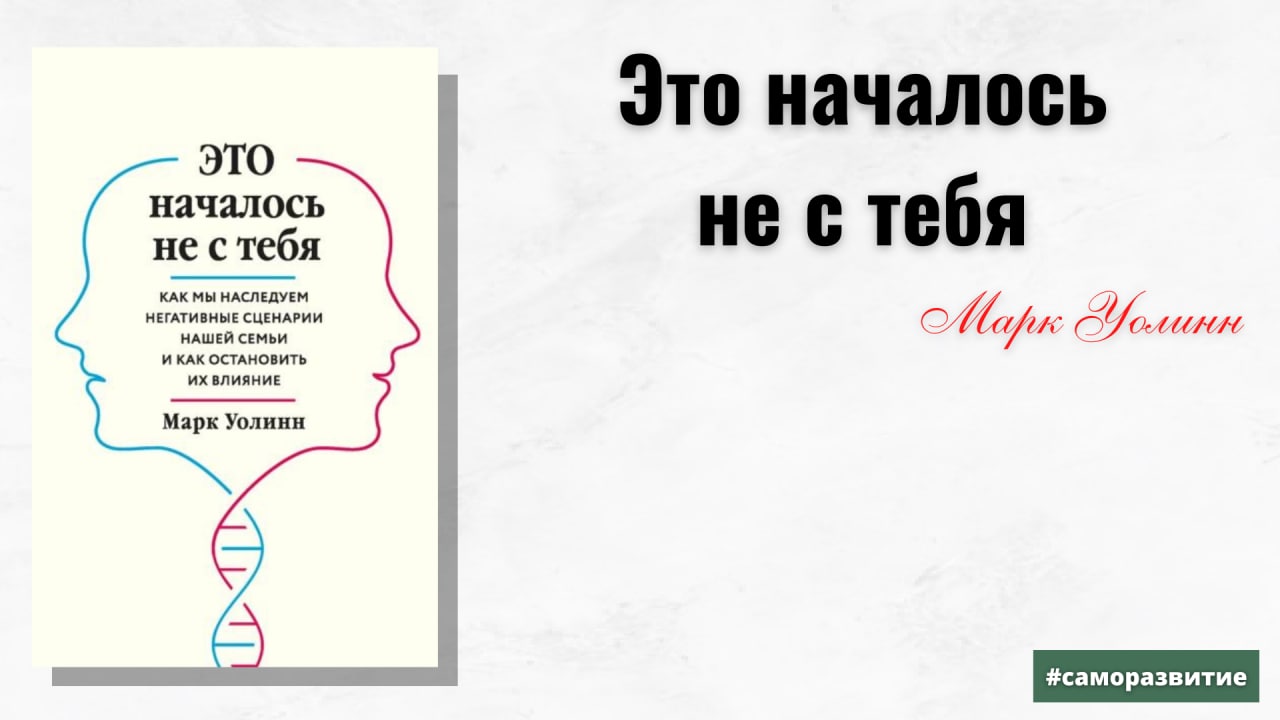 ЭТО
началось
не с тебя
КАК МЫ НАСЛЕДУЕМ
НЕГАТИВНЫЕ СЦЕНАРИИ
НАШЕЙ СЕМЬИ
И КАК ОСТАНОВИТЬ
ИХ ВЛИЯНИЕ
Марк Уолинн
Это началось
не с тебя
Марк Уолинн
#саморазвитие